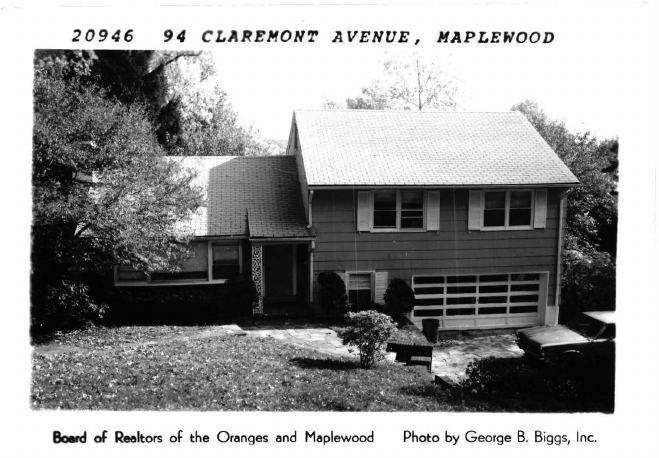 20946 94 CLAREMONT AVENUE, MAPLEWOOD
Board of Realtors of the Oranges and Maplewood Photo by George B. Biggs, Inc.